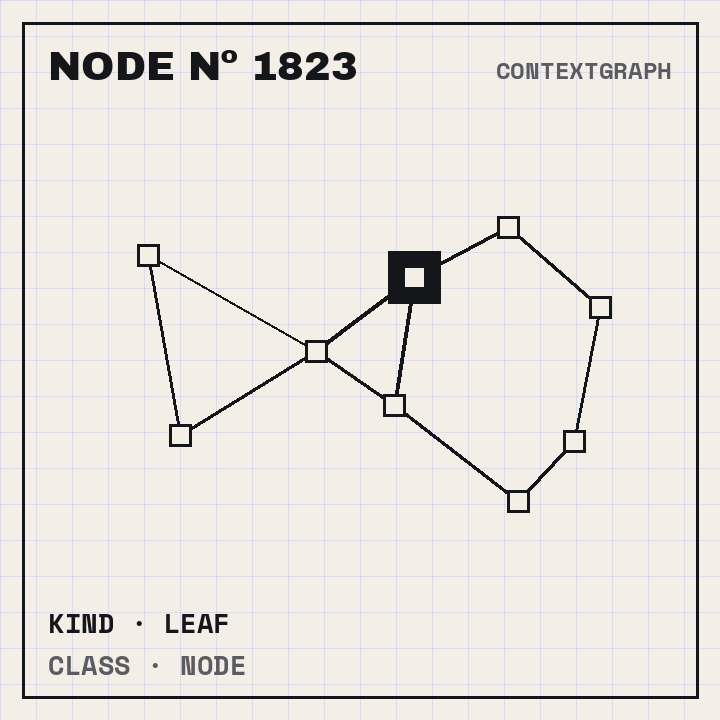 NODE Nº 1823
CONTEXTGRAPH
KIND · LEAF
CLASS · NODE